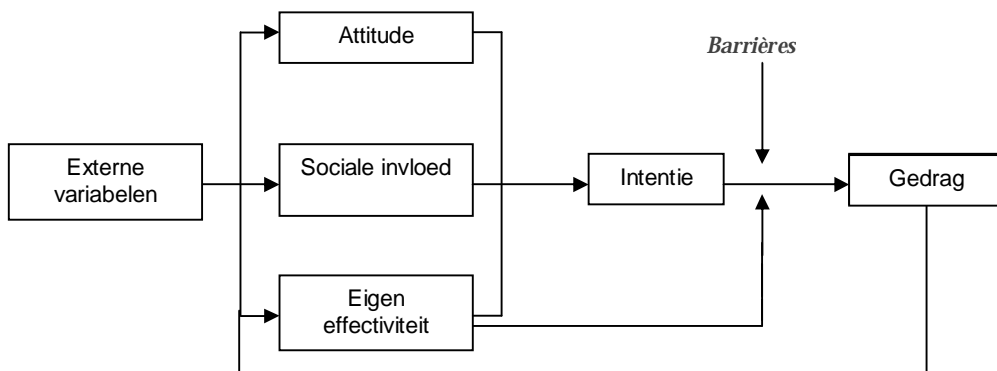 Attitude
Barrières
Externe
variabelen
Sociale invloed
Intentie
Gedrag
Eigen
effectiviteit